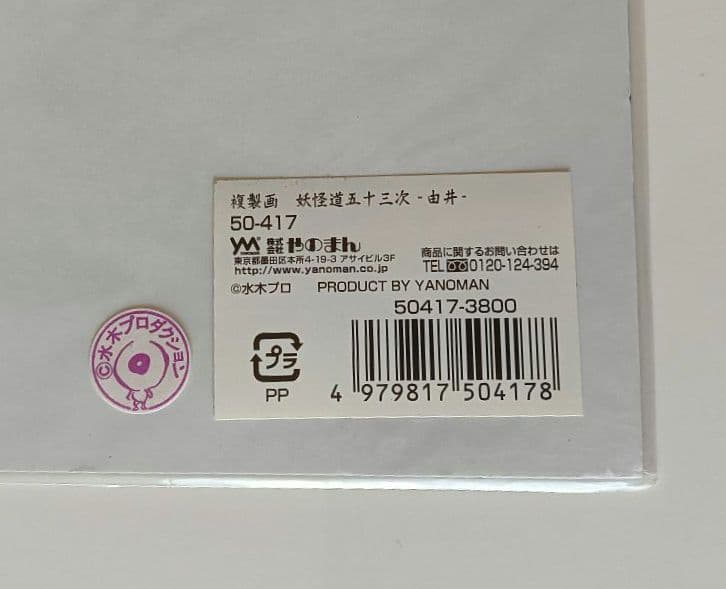 複製画　妖怪道五十三次 -由井-
50-417
YM YANOMAN 株式会社 やのまん
東京都墨田区本所4-19-3 アサイビル3F
http://www.yanoman.co.jp
商品に関するお問い合わせは
TEL 0120-124-394
©水木プロ PRODUCT BY YANOMAN
50417-3800
プラ
PP
4 979817 504178
©水木プロダクション